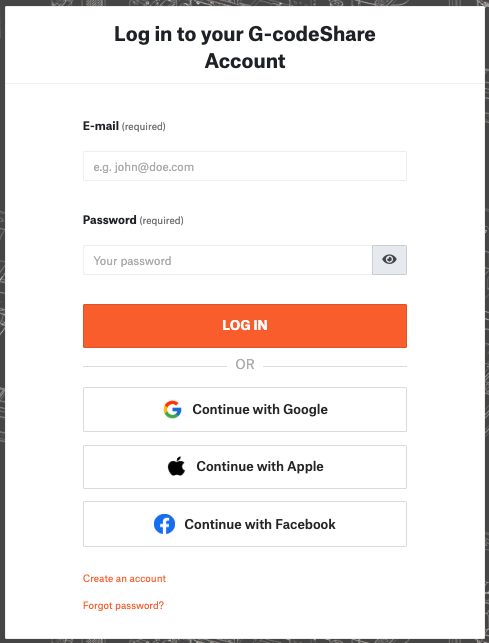 Log in to your G-codeShare
Account
E-mail (required)
e.g. john@doe.com
Password (required)
Your password
LOG IN
OR
Continue with Google
Continue with Apple
Continue with Facebook
Create an account
Forgot password?